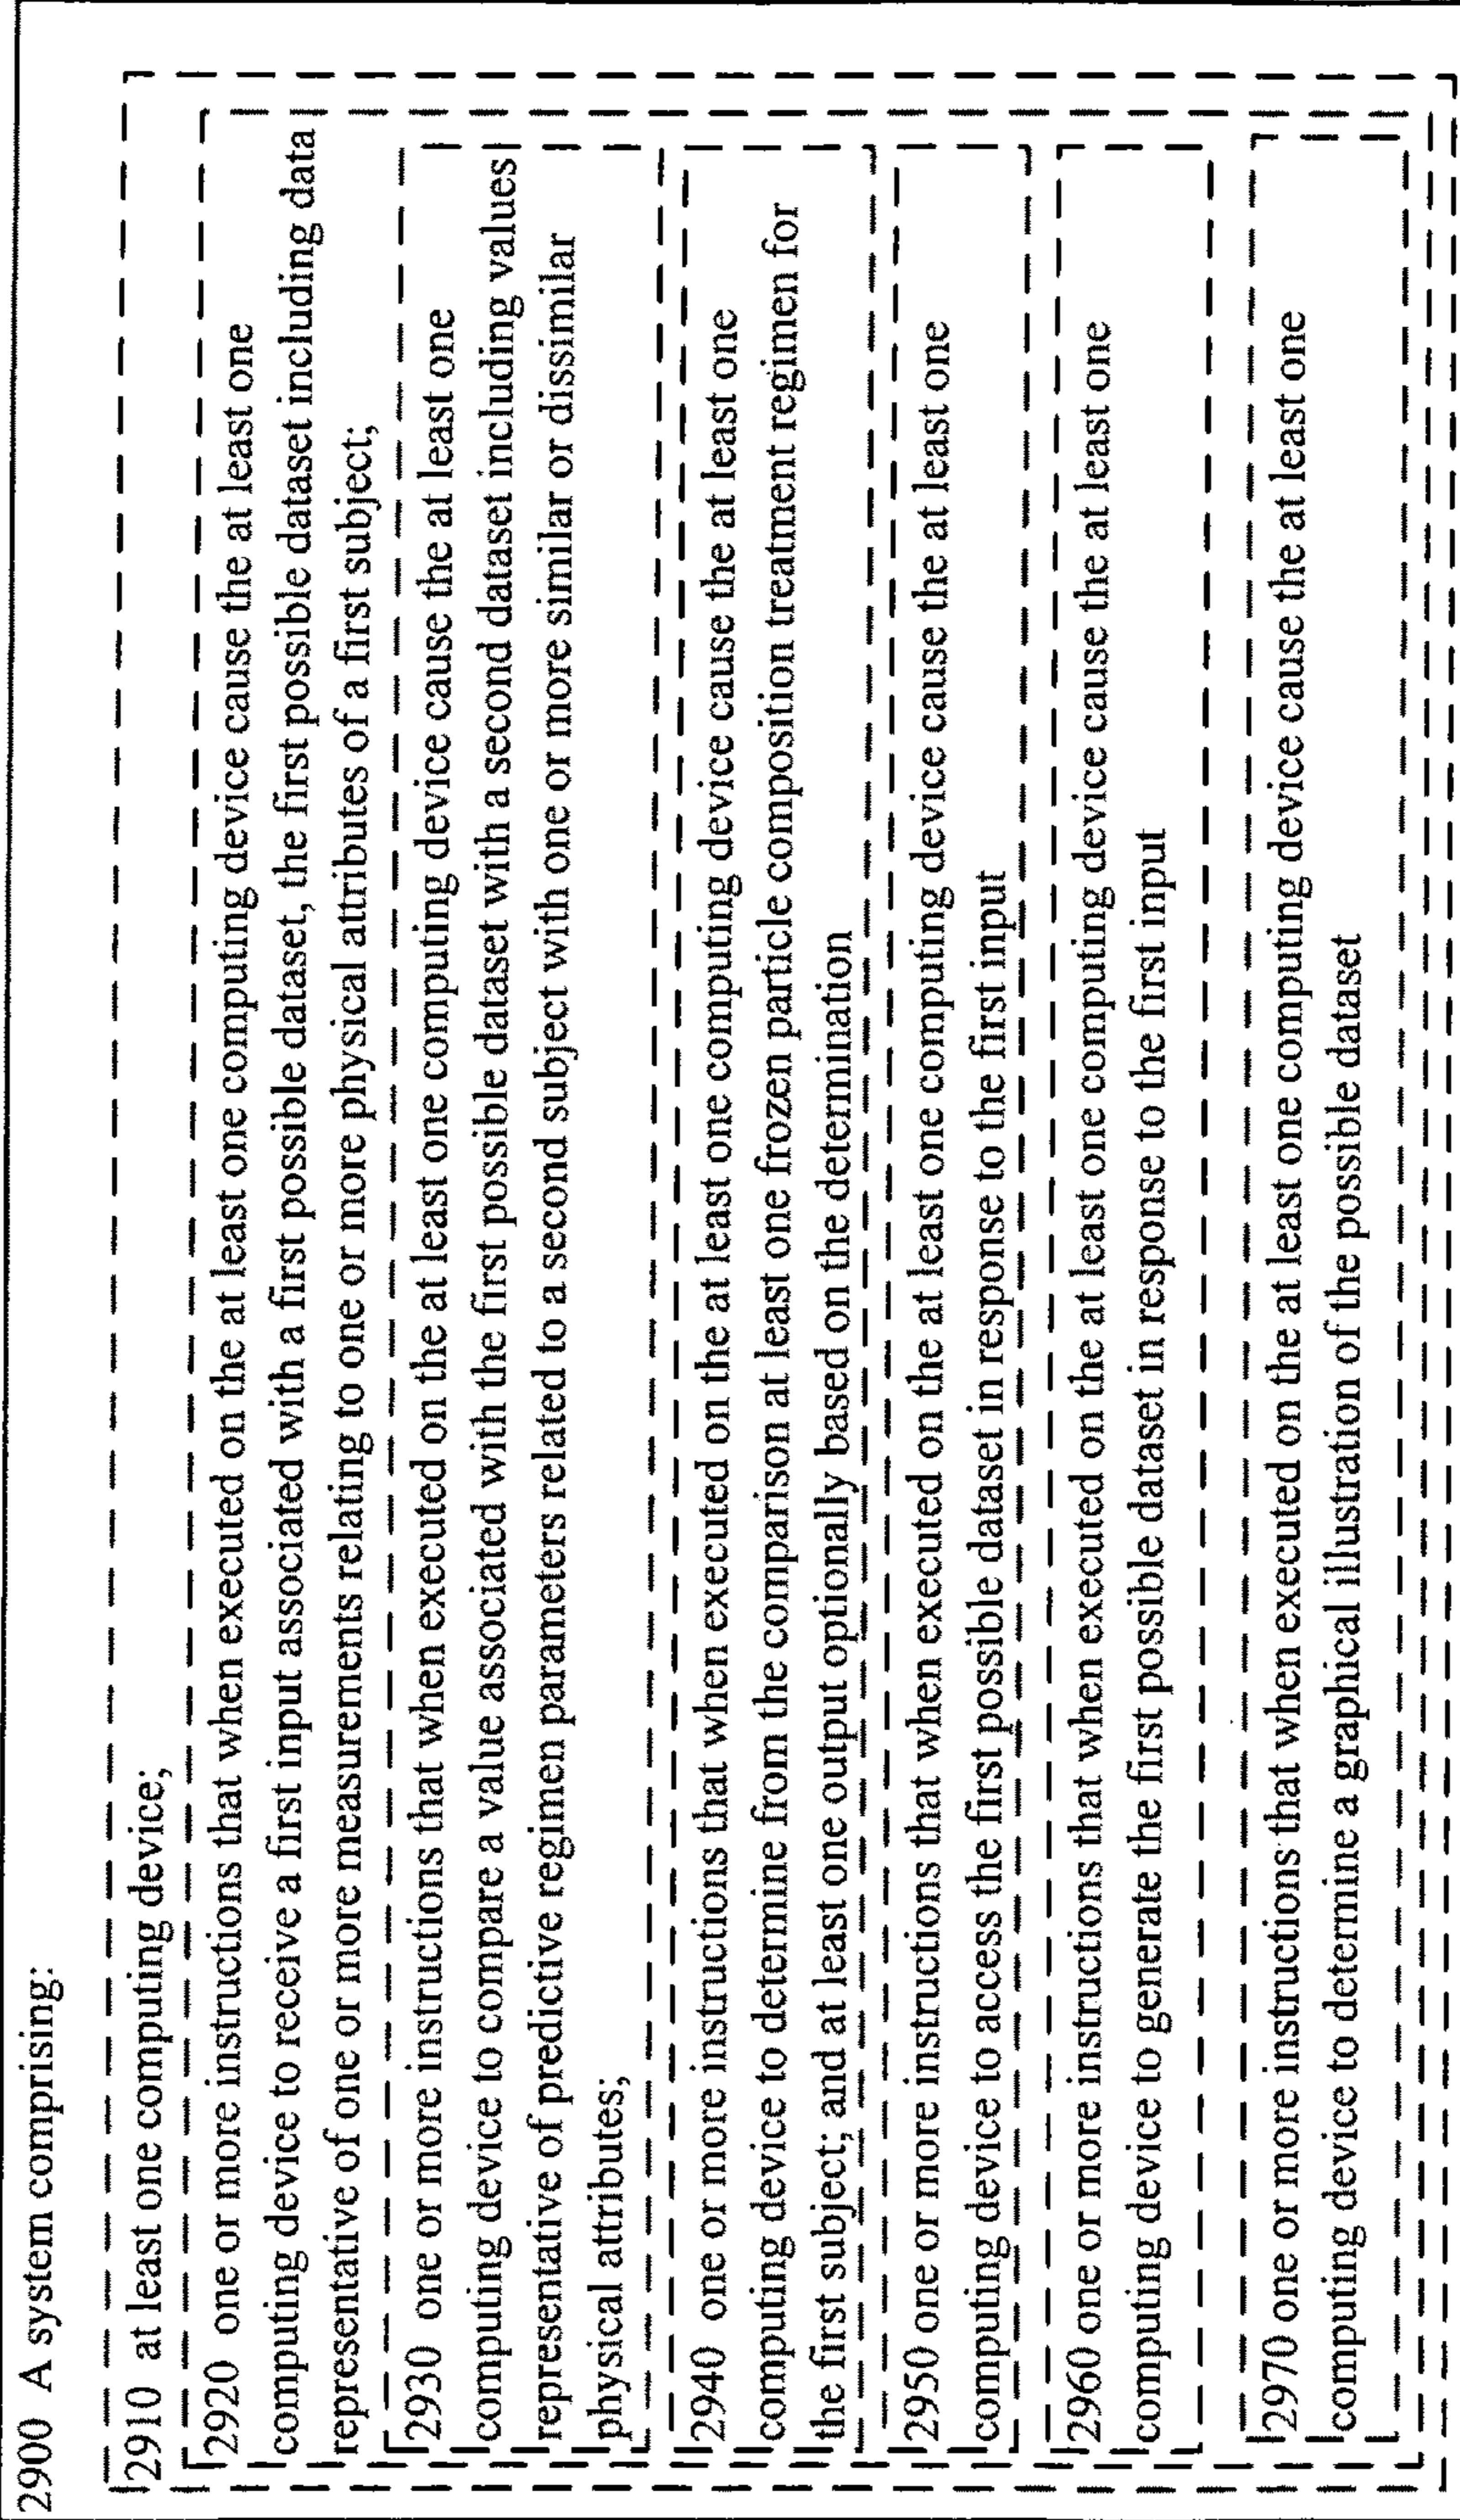 2900 A system comprising:
2910 at least one computing device;
2920 one or more instructions that when executed on the at least one computing device cause the at least one
computing device to receive a first input associated with a first possible dataset, the first possible dataset including data
representative of one or more measurements relating to one or more physical attributes of a first subject;
2930 one or more instructions that when executed on the at least one computing device cause the at least one
computing device to compare a value associated with the first possible dataset with a second dataset including values
representative of predictive regimen parameters related to a second subject with one or more similar or dissimilar
physical attributes;
2940 one or more instructions that when executed on the at least one computing device cause the at least one
computing device to determine from the comparison at least one frozen particle composition treatment regimen for
the first subject; and at least one output optionally based on the determination
2950 one or more instructions that when executed on the at least one computing device cause the at least one
computing device to access the first possible dataset in response to the first input
2960 one or more instructions that when executed on the at least one computing device cause the at least one
computing device to generate the first possible dataset in response to the first input
2970 one or more instructions that when executed on the at least one computing device cause the at least one
computing device to determine a graphical illustration of the possible dataset